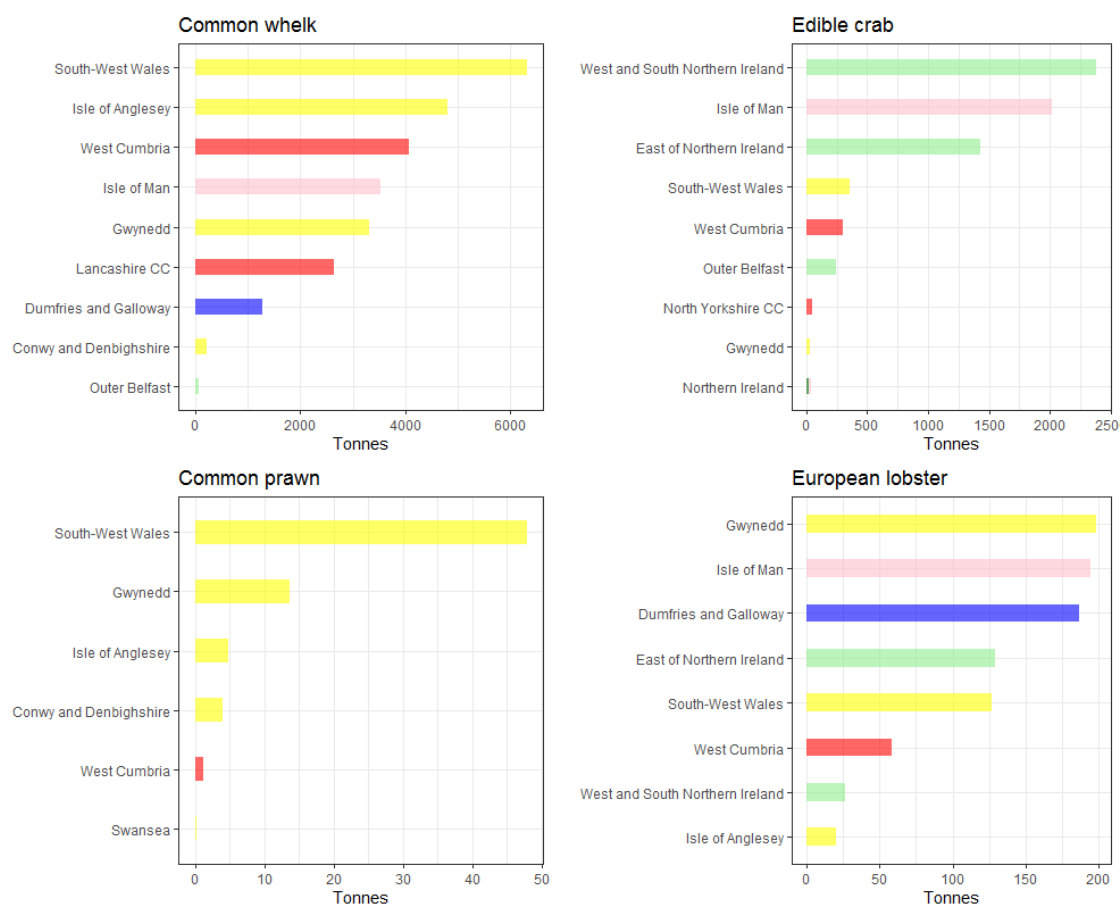 Common whelk
South-West Wales
Isle of Anglesey
West Cumbria
Isle of Man
Gwynedd
Lancashire CC
Dumfries and Galloway
Conwy and Denbighshire
Outer Belfast
0 2000 4000 6000
Tonnes
Edible crab
West and South Northern Ireland
Isle of Man
East of Northern Ireland
South-West Wales
West Cumbria
Outer Belfast
North Yorkshire CC
Gwynedd
Northern Ireland
0 500 1000 1500 2000 250
Tonnes
Common prawn
South-West Wales
Gwynedd
Isle of Anglesey
Conwy and Denbighshire
West Cumbria
Swansea
0 10 20 30 40 50
Tonnes
European lobster
Gwynedd
Isle of Man
Dumfries and Galloway
East of Northern Ireland
South-West Wales
West Cumbria
West and South Northern Ireland
Isle of Anglesey
0 50 100 150 200
Tonnes